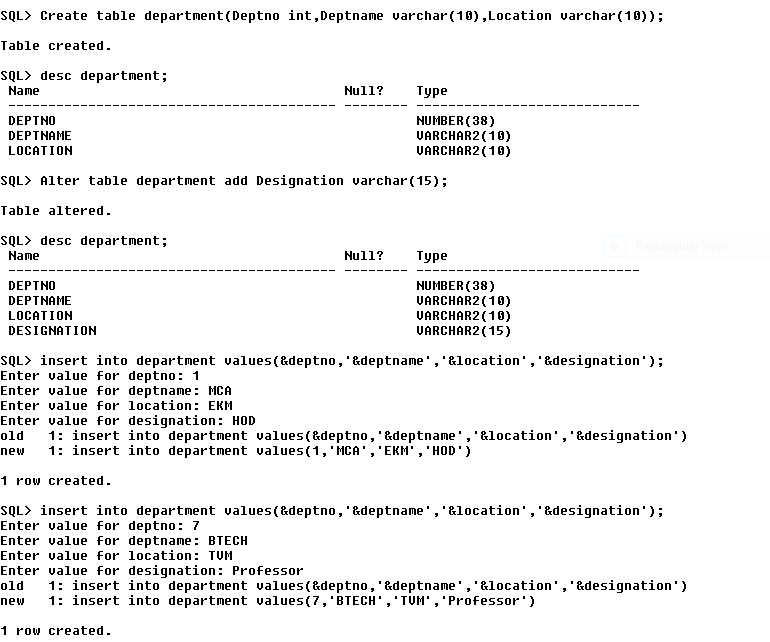 SQL> Create table department(Deptno int,Deptname varchar(10),Location varchar(10));
Table created.
SQL> desc department;
Name Null? Type
----------------------------------------- -------- ----------------------------
DEPTNO NUMBER(38)
DEPTNAME VARCHAR2(10)
LOCATION VARCHAR2(10)
SQL> Alter table department add Designation varchar(15);
Table altered.
SQL> desc department;
Rectangular Snip
Name Null? Type
----------------------------------------- -------- ----------------------------
DEPTNO NUMBER(38)
DEPTNAME VARCHAR2(10)
LOCATION VARCHAR2(10)
DESIGNATION VARCHAR2(15)
SQL> insert into department values(&deptno,'&deptname','&location','&designation');
Enter value for deptno: 1
Enter value for deptname: MCA
Enter value for location: EKM
Enter value for designation: HOD
old   1: insert into department values(&deptno,'&deptname','&location','&designation')
new   1: insert into department values(1,'MCA','EKM','HOD')
1 row created.
SQL> insert into department values(&deptno,'&deptname','&location','&designation');
Enter value for deptno: 7
Enter value for deptname: BTECH
Enter value for location: TVM
Enter value for designation: Professor
old   1: insert into department values(&deptno,'&deptname','&location','&designation')
new   1: insert into department values(7,'BTECH','TVM','Professor')
1 row created.